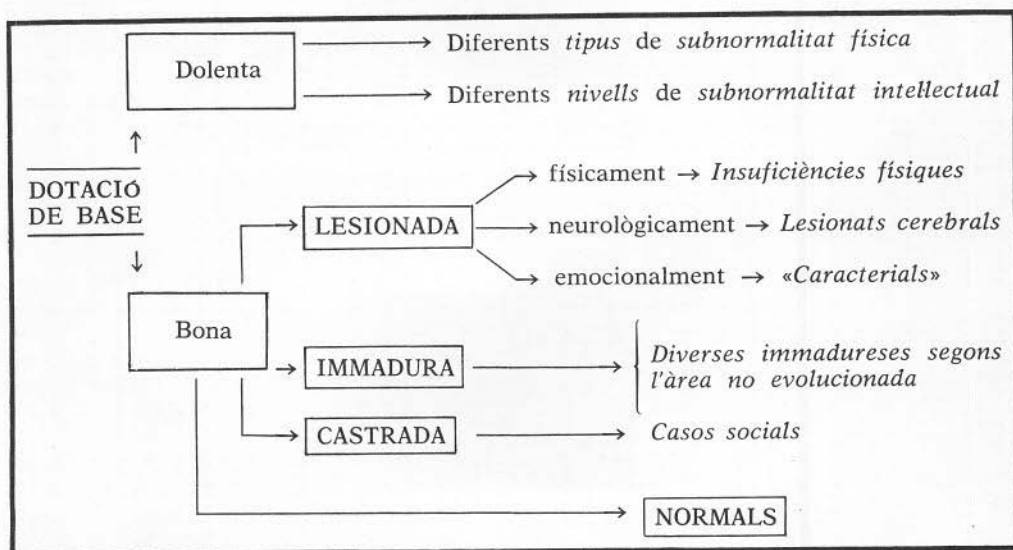 Dolenta
→ Diferents tipus de subnormalitat física
→ Diferents nivells de subnormalitat intel·lectual
DOTACIÓ
DE BASE
LESIONADA
físicament → Insuficiències físiques
neurològicament → Lesionats cerebrals
emocionalment → «Caracterials»
Bona
IMMADURA
Diverses immadureses segons
l'àrea no evolucionada
CASTRADA
Casos socials
NORMALS